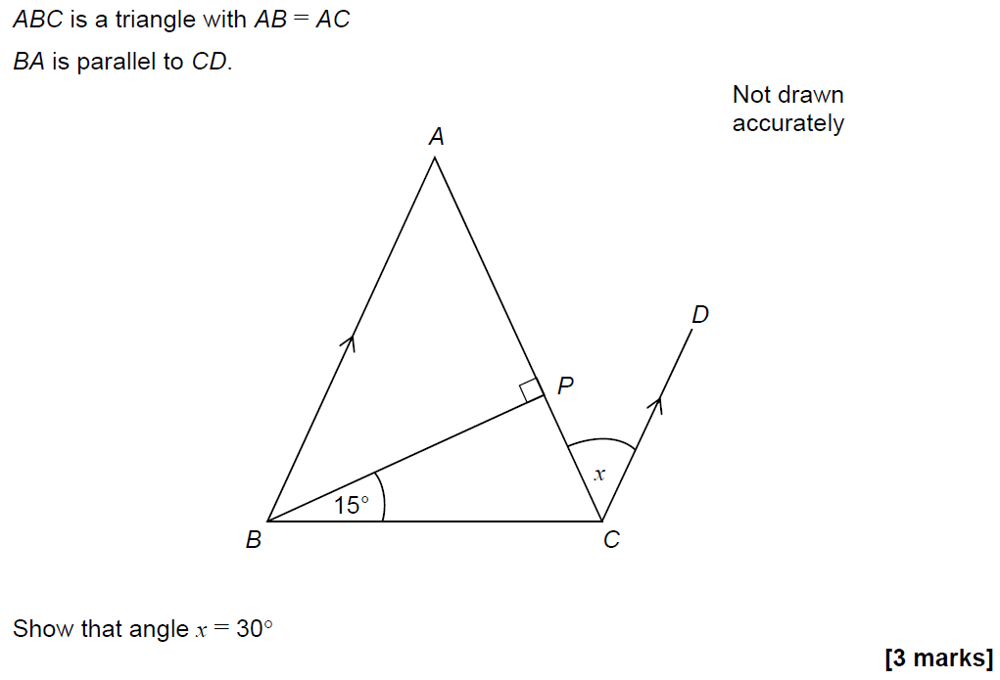 ABC is a triangle with AB = AC
BA is parallel to CD.
Not drawn
accurately
A
D
P
x
15°
B
C
Show that angle x = 30°
[3 marks]